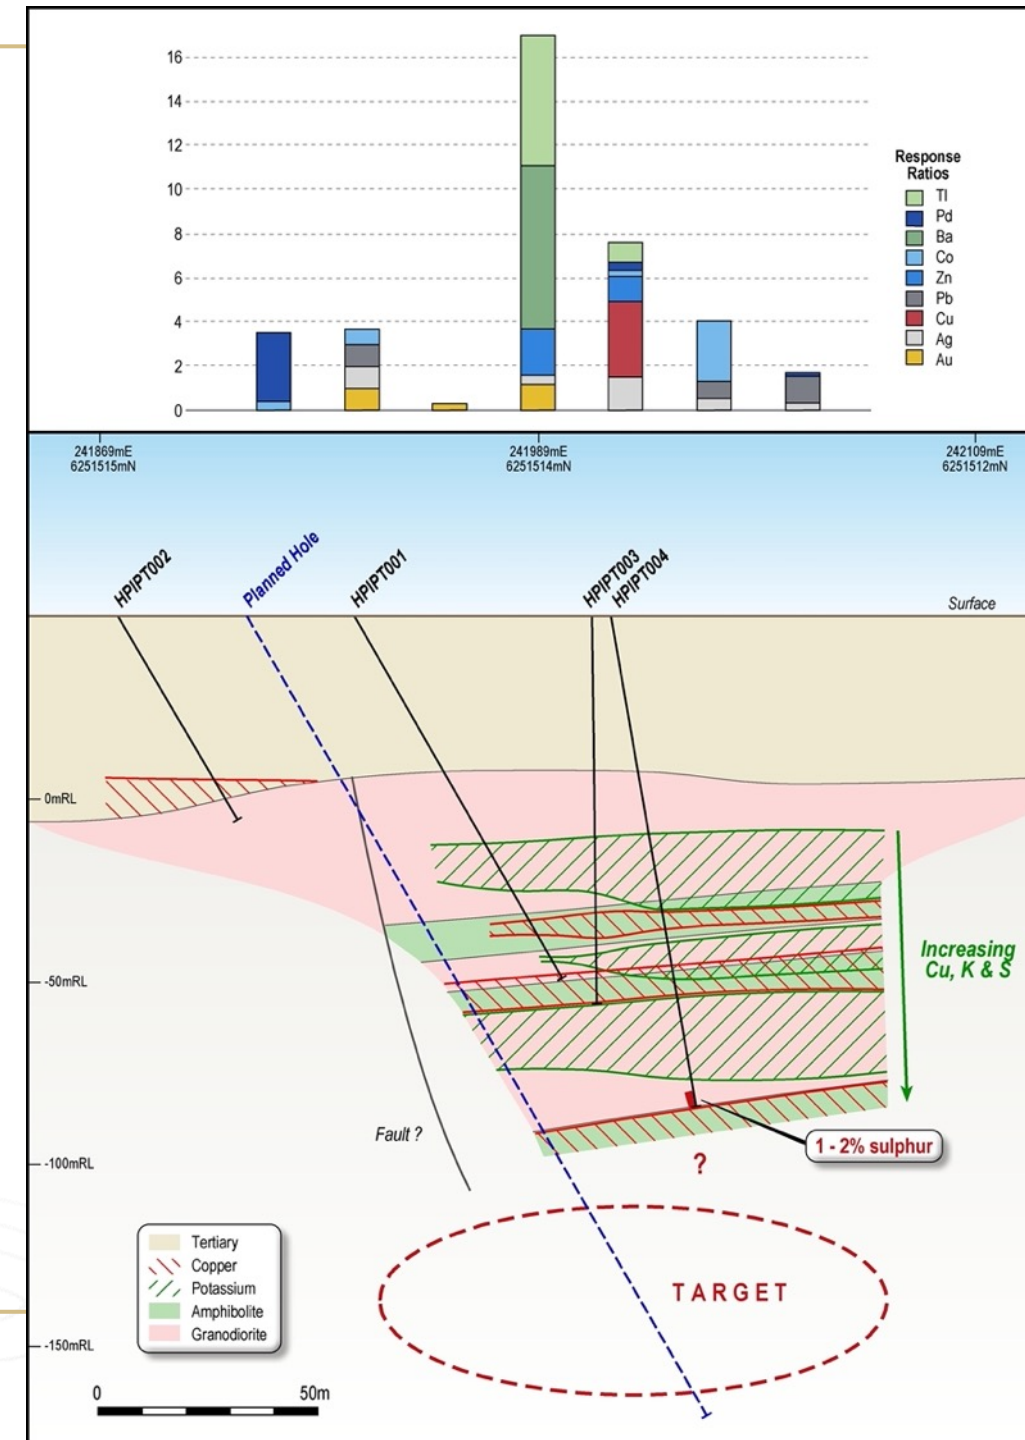 16
14
12
10
8
6
4
2
0
Response
Ratios
Tl
Pd
Ba
Co
Zn
Pb
Cu
Ag
Au
241869mE
6251515mN
241989mE
6251514mN
242109mE
6251512mN
HPIPT002
Planned Hole
HPIPT001
HPIPT003
HPIPT004
Surface
0mRL
-50mRL
-100mRL
-150mRL
Increasing
Cu, K & S
Fault ?
1 - 2% sulphur
?
TARGET
Tertiary
Copper
Potassium
Amphibolite
Granodiorite
0 50m